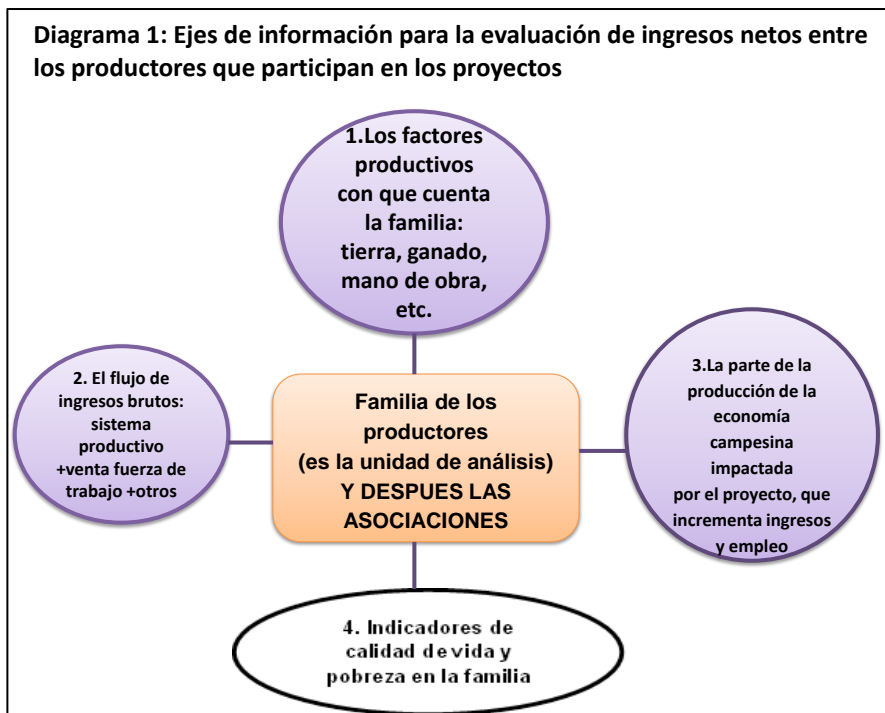 Diagrama 1: Ejes de información para la evaluación de ingresos netos entre
los productores que participan en los proyectos
1.Los factores
productivos
con que cuenta
la familia:
tierra, ganado,
mano de obra,
etc.
2. El flujo de
ingresos brutos:
sistema
productivo
+venta fuerza de
trabajo +otros
Familia de los
productores
(es la unidad de análisis)
Y DESPUES LAS
ASOCIACIONES
3.La parte de la
producción de la
economía
campesina
impactada
por el proyecto, que
incrementa ingresos
y empleo
4. Indicadores de
calidad de vida y
pobreza en la familia